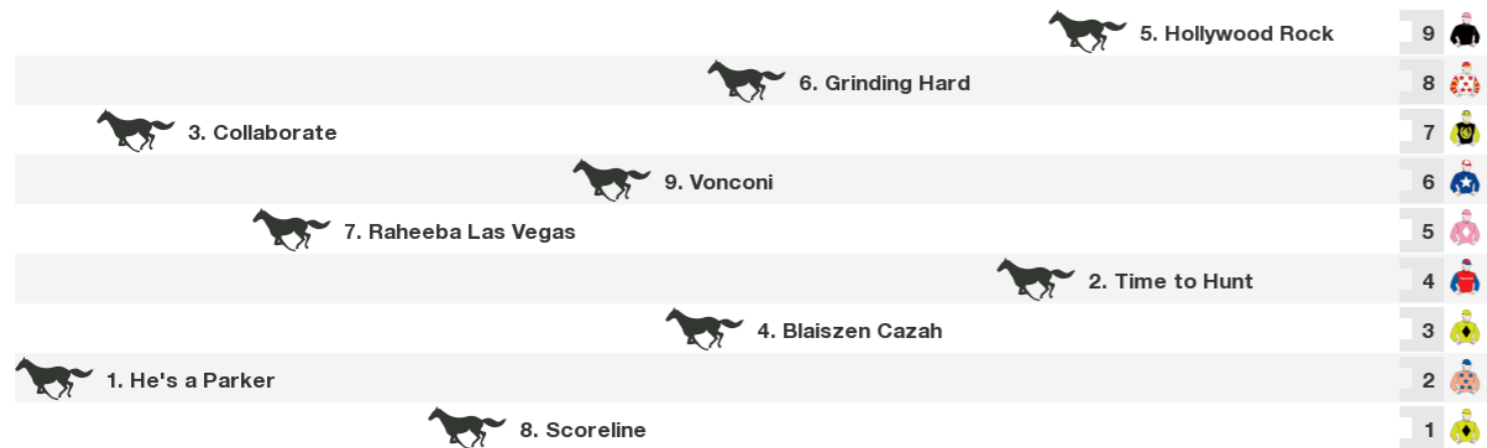 5. Hollywood Rock 9
6. Grinding Hard 8
3. Collaborate 7
9. Vonconi 6
7. Raheeba Las Vegas 5
2. Time to Hunt 4
4. Blaiszen Cazah 3
1. He's a Parker 2
8. Scoreline 1